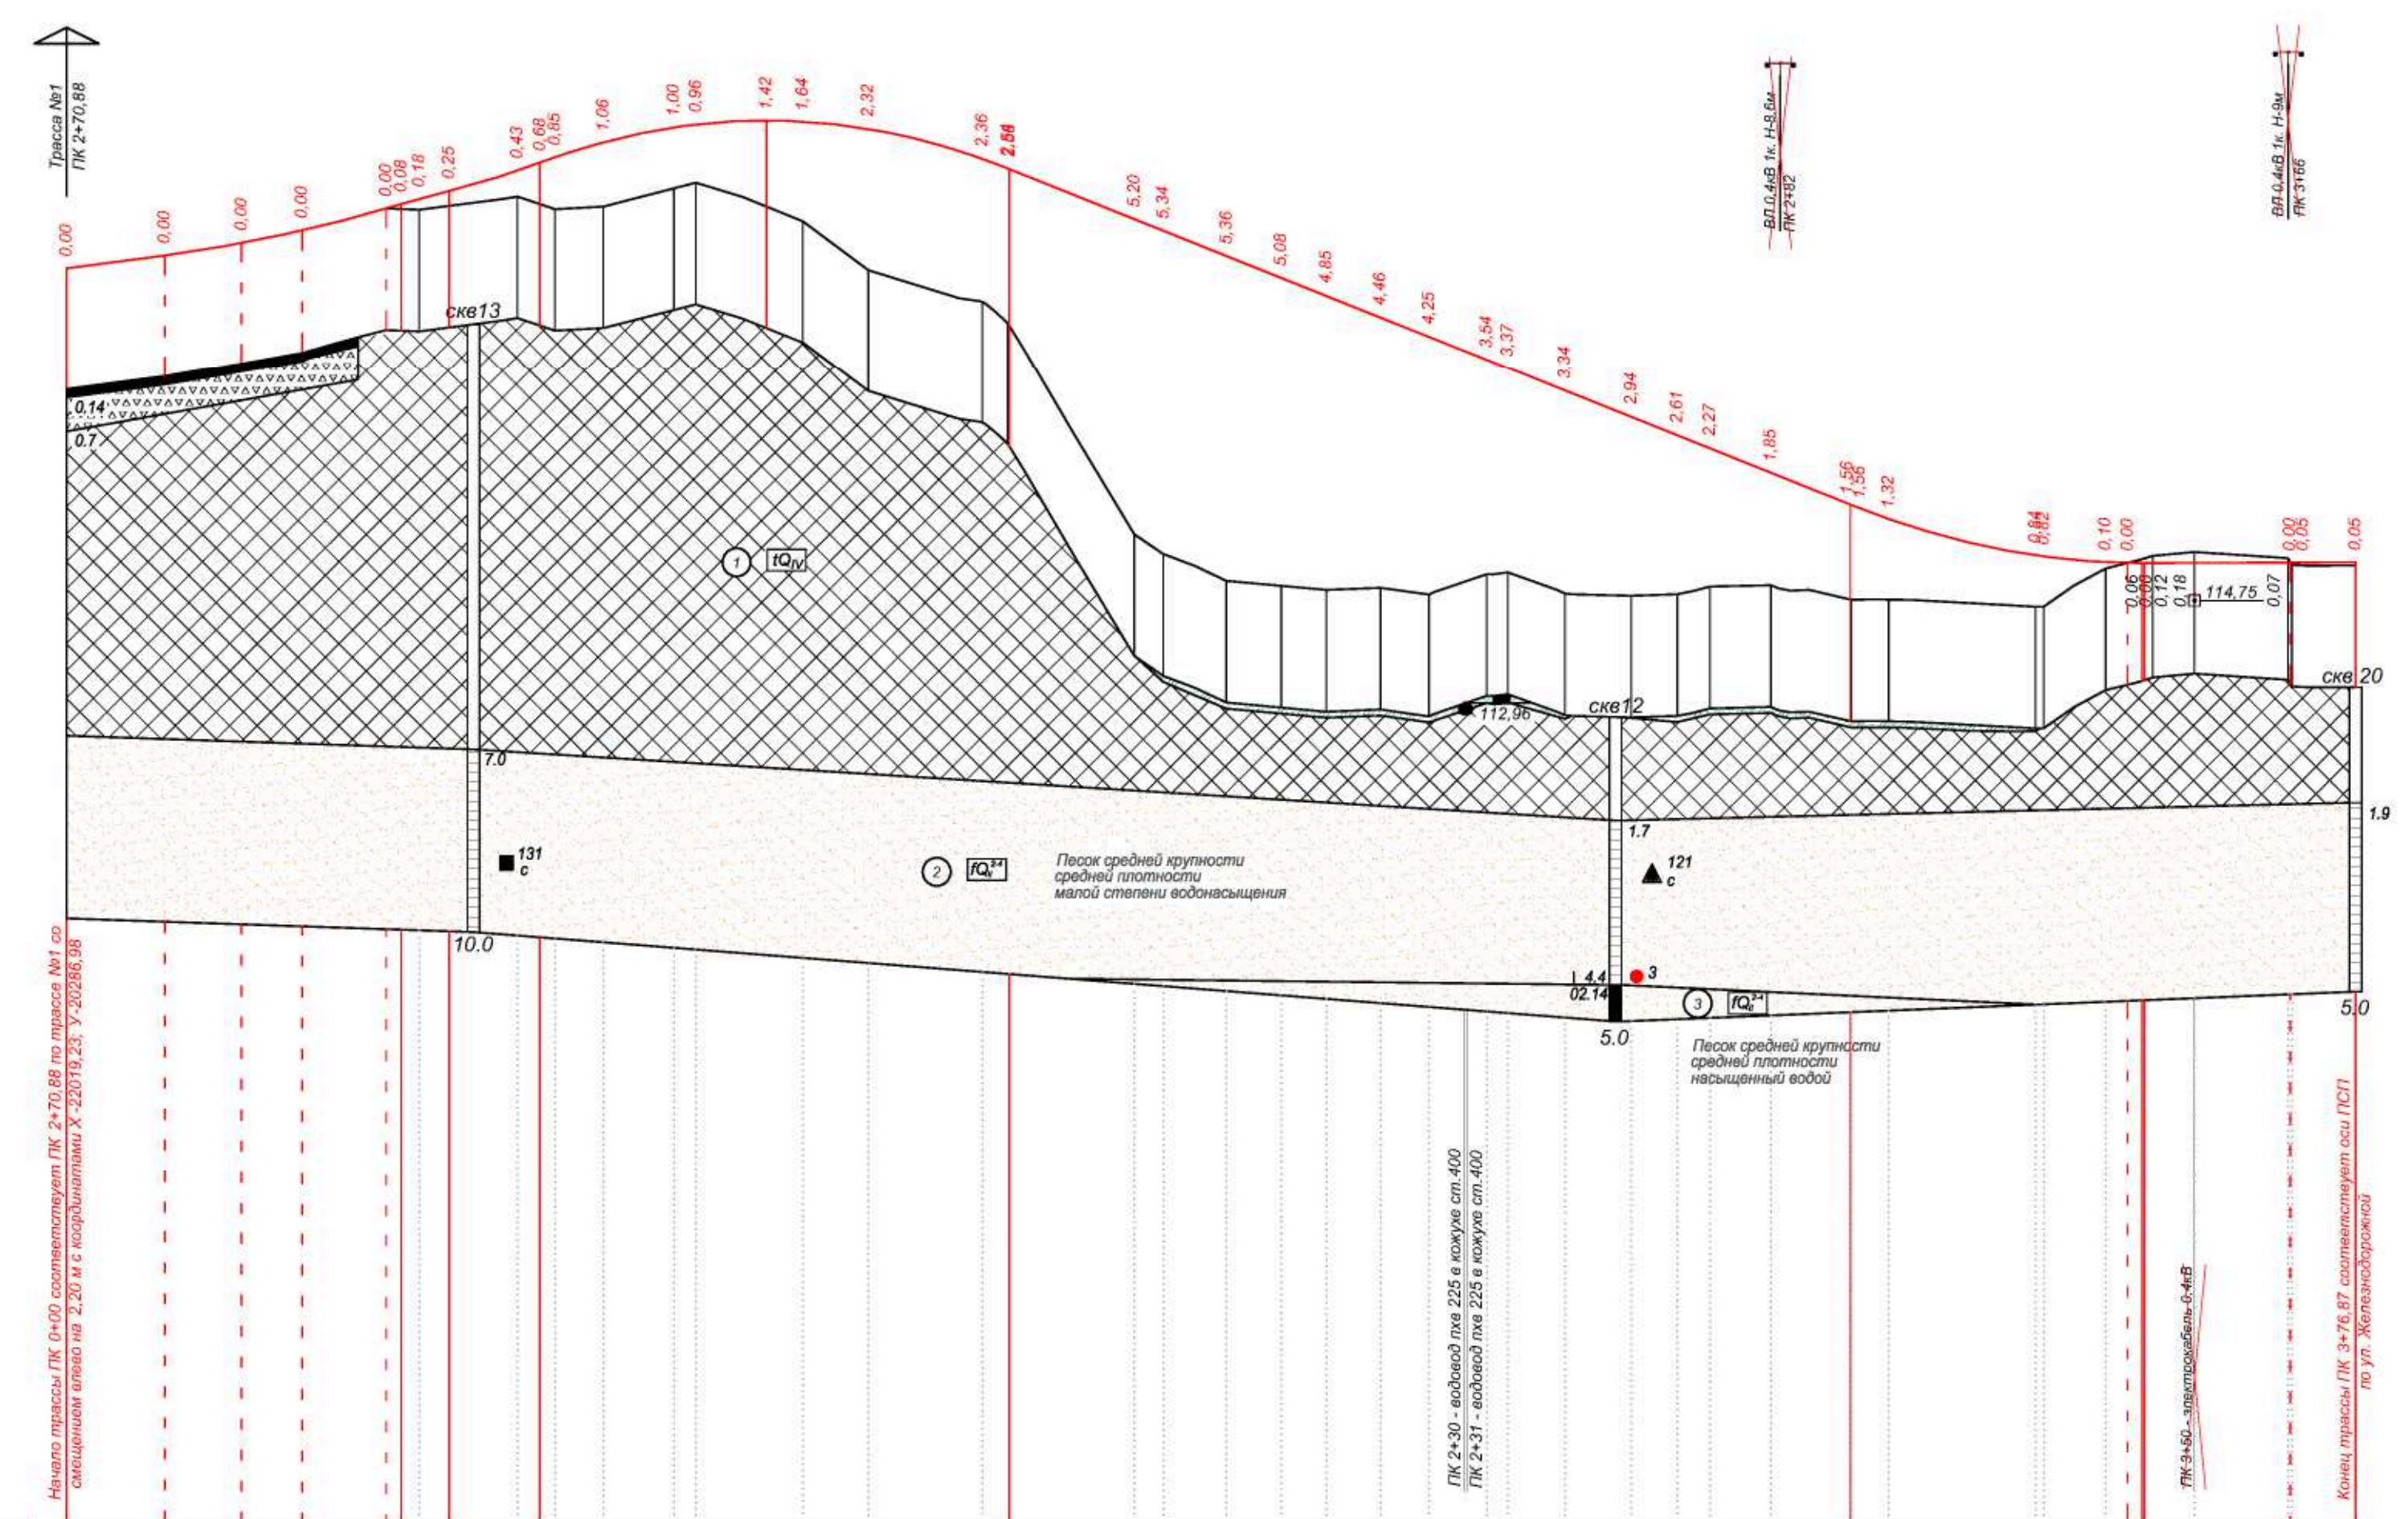 Трасса №1
ПК 2+70,88
0,00
0,00
0,00
0,00
0,00
0,08
0,18
0,25
0,43
0,68
0,85
1,06
1,00
0,96
1,42
1,64
2,32
2,36
5,20
5,34
5,36
5,08
4,85
4,46
4,25
3,54
3,37
3,34
2,94
2,61
2,27
1,85
1,56
1,56
1,32
0,84
0,82
0,10
0,00
0,00
0,05
0,05
ВЛ 0,4кВ 1к. Н-8,6м
ПК 2+82
ВЛ 0,4кВ 1к. Н-9м
ПК 3+66
0,06
0,12
0,18
114,75
0,07
скв13
0.14
0.7
1
tQIV
112,96
скв12
скв 20
7.0
1.7
1.9
131
с
2
Песок средней крупности
средней плотности
малой степени водонасыщения
121
с
10.0
4.4
02.14
3
3
5.0
5.0
Песок средней крупности
средней плотности
насыщенный водой
Начало трассы ПК 0+00 соответствует ПК 2+70,88 по трассе №1 со
смещением влево на 2,20 м с координатами Х -22019,23; У-20286,98
ПК 2+30 - водовод пхв 225 в кожухе ст.400
ПК 2+31 - водовод пхв 225 в кожухе ст.400
ПК 3+50 - электрокабель 0,4кВ
Конец трассы ПК 3+76,87 соответствует оси ПСП
по ул. Железнодорожной